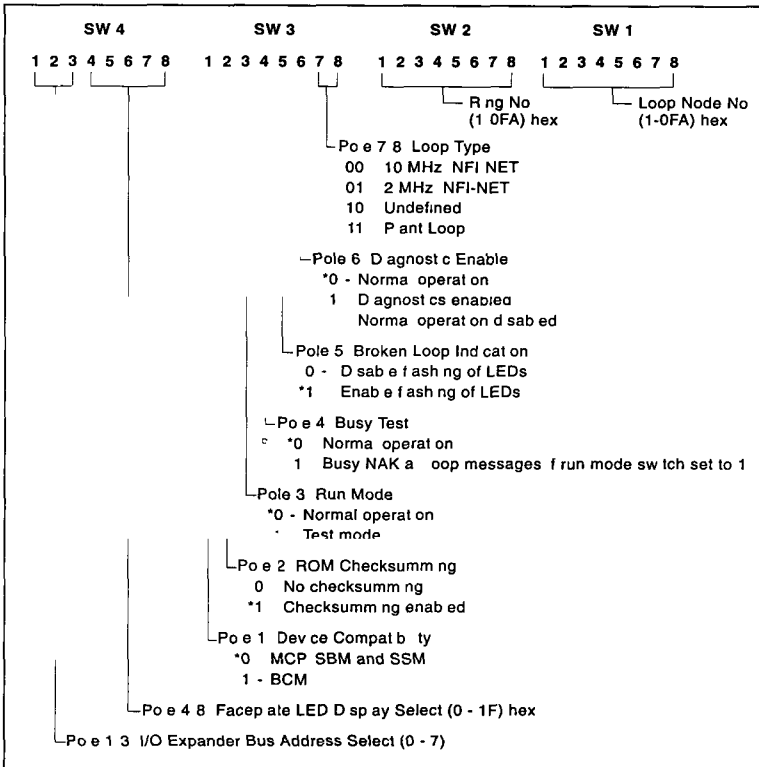 SW 4 SW 3 SW 2 SW 1
1 2 3 4 5 6 7 8 1 2 3 4 5 6 7 8 1 2 3 4 5 6 7 8 1 2 3 4 5 6 7 8
R ng No
(1 0FA) hex
Loop Node No
(1-0FA) hex
Po e 7 8 Loop Type
00 10 MHz NFI NET
01 2 MHz NFI-NET
10 Undefined
11 P ant Loop
Pole 6 D agnost c Enable
*0 - Norma operat on
1 D agnost cs enabled
Norma operat on d sab ed
Pole 5 Broken Loop Ind cat on
0 - D sab e f ash ng of LEDs
*1 Enab e f ash ng of LEDs
Po e 4 Busy Test
*0 Norma operat on
1 Busy NAK a oop messages f run mode sw tch set to 1
Pole 3 Run Mode
*0 - Normal operat on
Test mode
Po e 2 ROM Checksumm ng
0 No checksumm ng
*1 Checksumm ng enab ed
Po e 1 Dev ce Compat b ty
*0 MCP SBM and SSM
1 - BCM
Po e 4 8 Facep ate LED D sp ay Select (0 - 1F) hex
Po e 1 3 I/O Expander Bus Address Select (0 - 7)